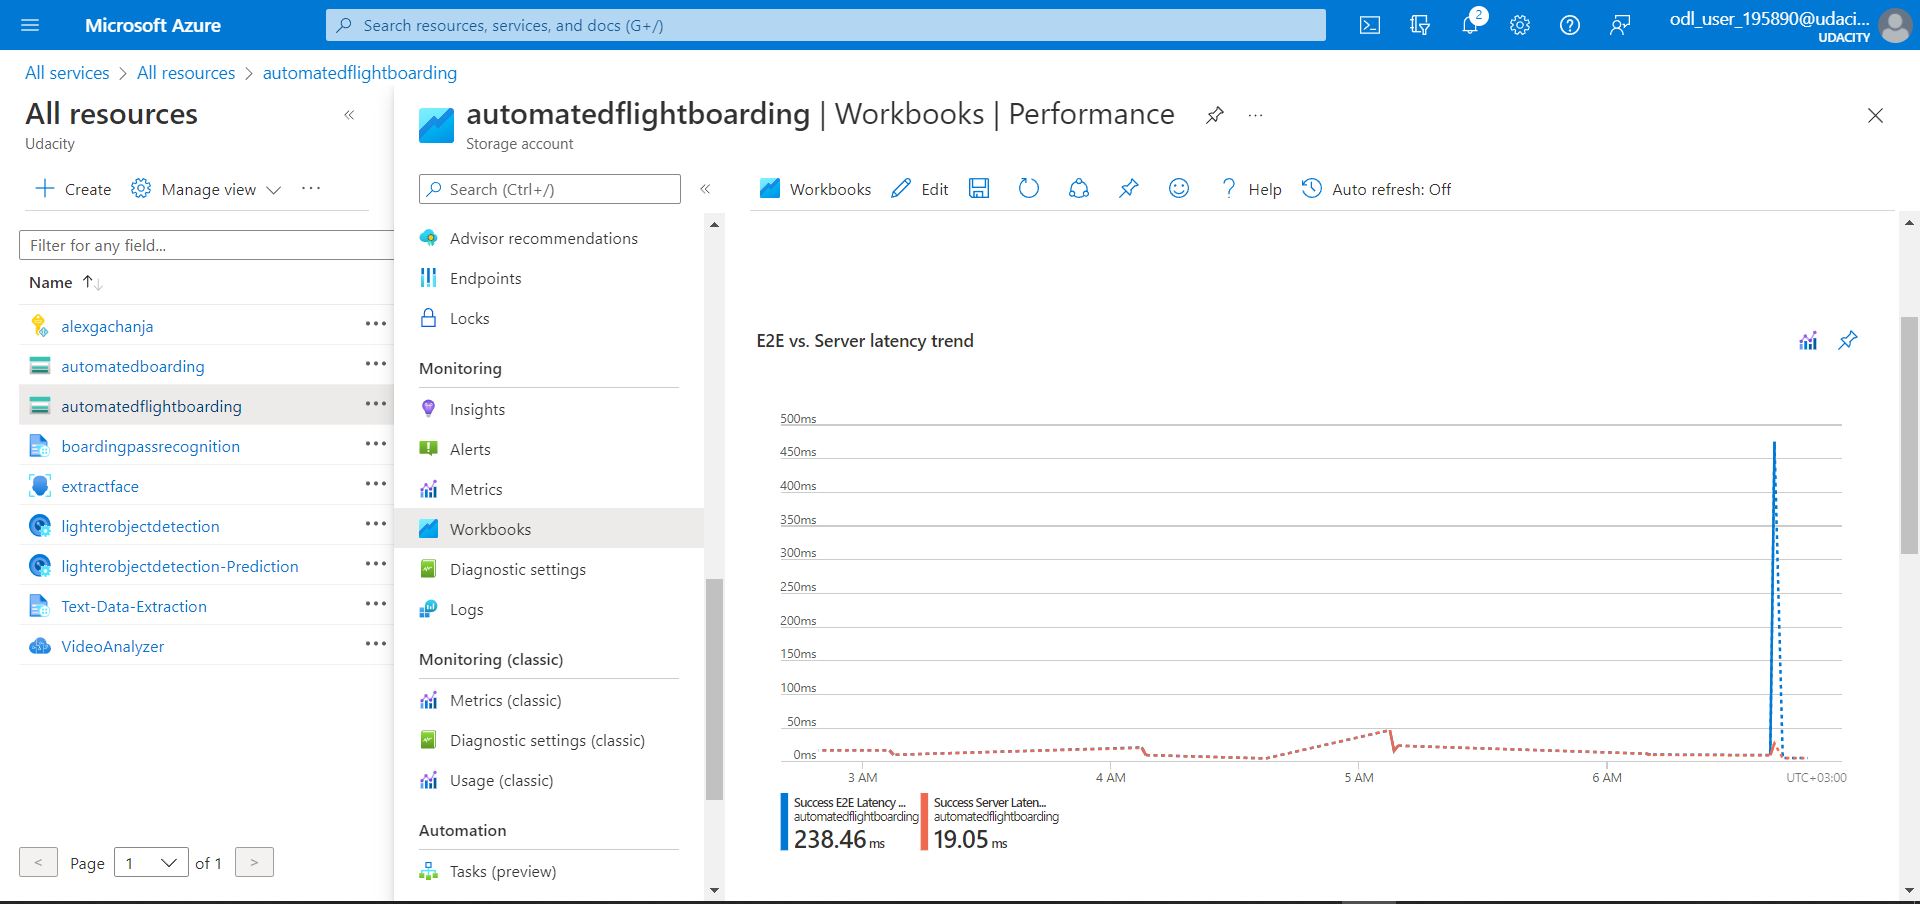 Microsoft Azure
Search resources, services, and docs (G+/)
2
odl_user_195890@udaci...
UDACITY
All services > All resources > automatedflightboarding
All resources
Udacity
Create
Manage view
Filter for any field...
Name
alexgachanja
automatedboarding
automatedflightboarding
boardingpassrecognition
extractface
lighterobjectdetection
lighterobjectdetection-Prediction
Text-Data-Extraction
VideoAnalyzer
< Page 1 of 1 >
automatedflightboarding | Workbooks | Performance
Storage account
Search (Ctrl+/)
Advisor recommendations
Endpoints
Locks
Monitoring
Insights
Alerts
Metrics
Workbooks
Diagnostic settings
Logs
Monitoring (classic)
Metrics (classic)
Diagnostic settings (classic)
Usage (classic)
Automation
Tasks (preview)
Workbooks
Edit
Help
Auto refresh: Off
E2E vs. Server latency trend
500ms
450ms
400ms
350ms
300ms
250ms
200ms
150ms
100ms
50ms
0ms
3 AM
4 AM
5 AM
6 AM
UTC+03:00
Success E2E Latency ...
automatedflightboarding
238.46 ms
Success Server Laten...
automatedflightboarding
19.05 ms